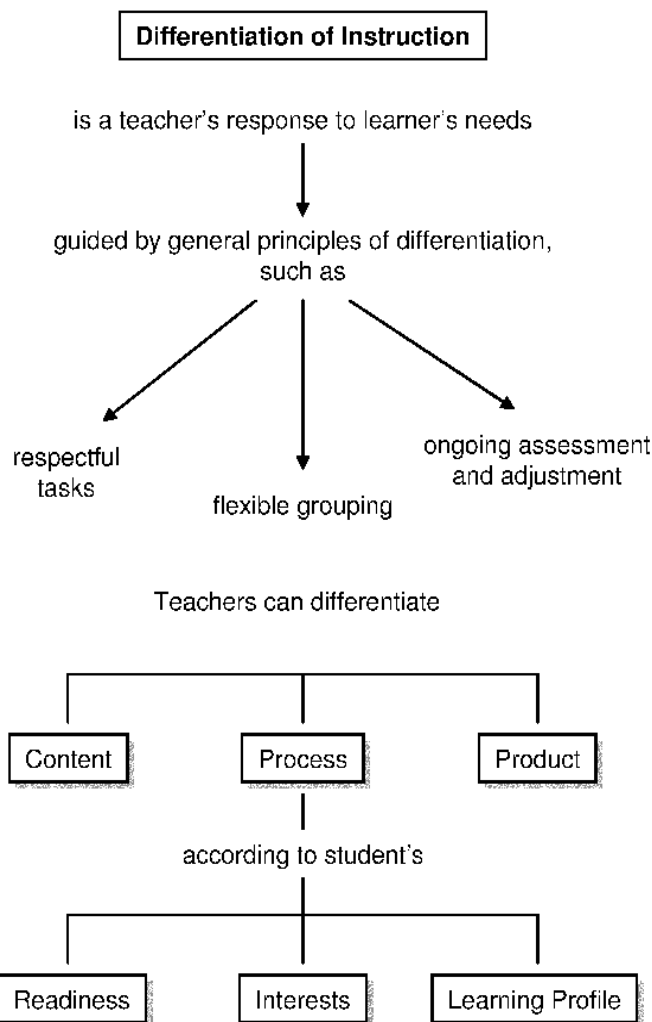 Differentiation of Instruction
is a teacher's response to learner's needs
guided by general principles of differentiation,
such as
respectful
tasks
flexible grouping
ongoing assessment
and adjustment
Teachers can differentiate
Content
Process
Product
according to student's
Readiness
Interests
Learning Profile